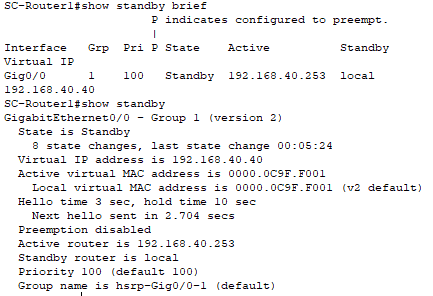 SC-Router1#show standby brief
P indicates configured to preempt.
|
Interface Grp Pri P State Active Standby
Virtual IP
Gig0/0 1 100 Standby 192.168.40.253 local
192.168.40.40
SC-Router1#show standby
GigabitEthernet0/0 - Group 1 (version 2)
State is Standby
8 state changes, last state change 00:05:24
Virtual IP address is 192.168.40.40
Active virtual MAC address is 0000.0C9F.F001
Local virtual MAC address is 0000.0C9F.F001 (v2 default)
Hello time 3 sec, hold time 10 sec
Next hello sent in 2.704 secs
Preemption disabled
Active router is 192.168.40.253
Standby router is local
Priority 100 (default 100)
Group name is hsrp-Gig0/0-1 (default)